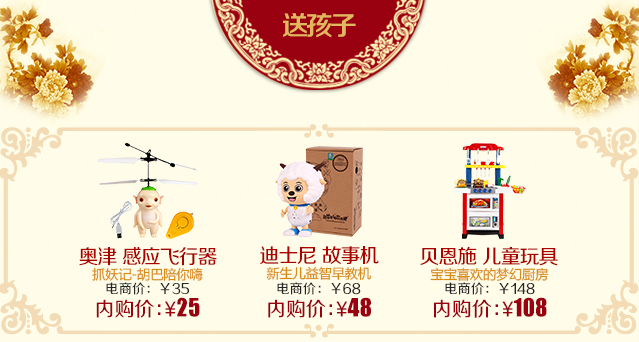 送孩子
奥津 感应飞行器
抓妖记-胡巴陪你嗨
电商价：￥35
内购价:￥25
迪士尼 故事机
新生儿益智早教机
电商价：￥68
内购价:￥48
贝恩施 儿童玩具
宝宝喜欢的梦幻厨房
电商价：￥148
内购价:￥108